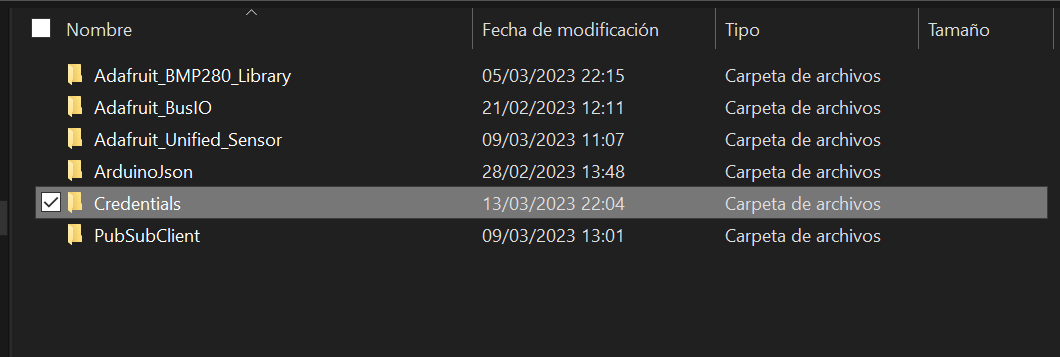 Nombre Fecha de modificación Tipo Tamaño
Adafruit_BMP280_Library 05/03/2023 22:15 Carpeta de archivos
Adafruit_BusIO 21/02/2023 12:11 Carpeta de archivos
Adafruit_Unified_Sensor 09/03/2023 11:07 Carpeta de archivos
ArduinoJson 28/02/2023 13:48 Carpeta de archivos
Credentials 13/03/2023 22:04 Carpeta de archivos
PubSubClient 09/03/2023 13:01 Carpeta de archivos